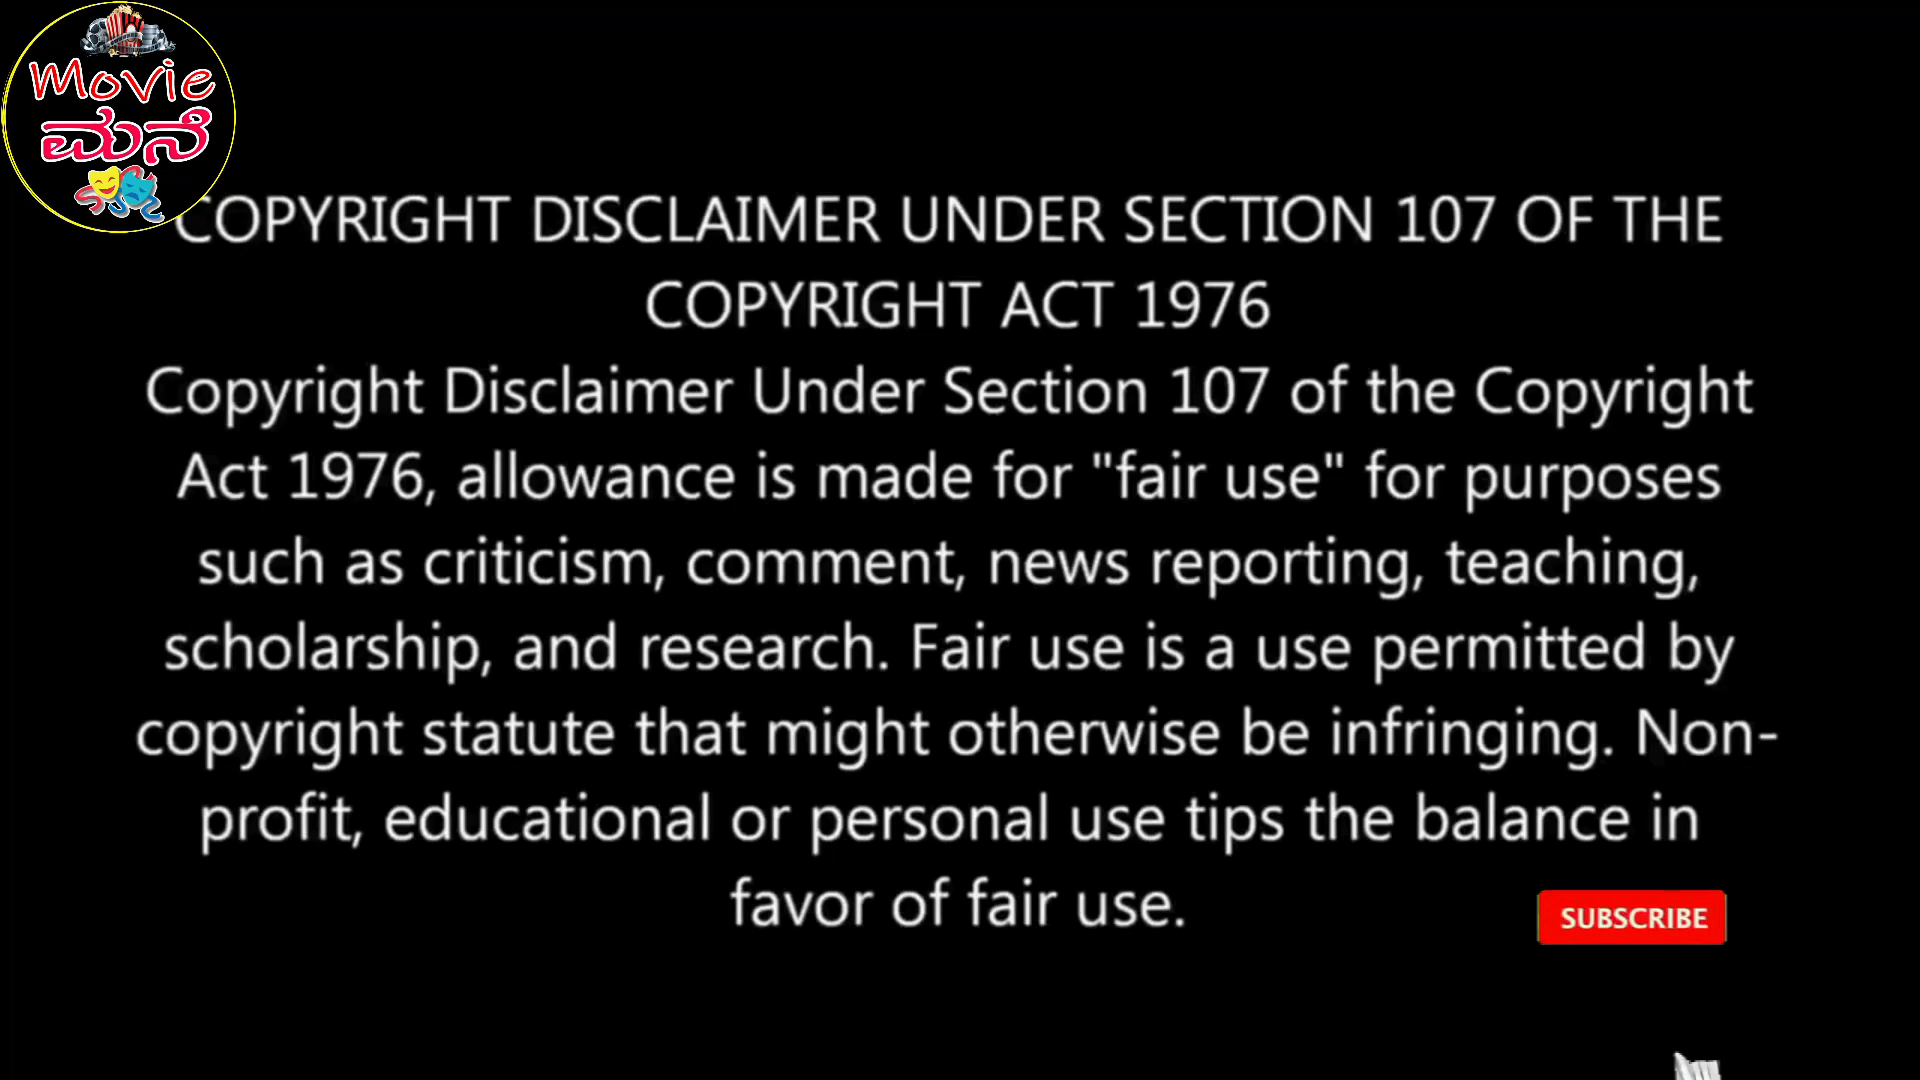 Movie
ಮನೆ
COPYRIGHT DISCLAIMER UNDER SECTION 107 OF THE
COPYRIGHT ACT 1976
Copyright Disclaimer Under Section 107 of the Copyright
Act 1976, allowance is made for "fair use" for purposes
such as criticism, comment, news reporting, teaching,
scholarship, and research. Fair use is a use permitted by
copyright statute that might otherwise be infringing. Non-
profit, educational or personal use tips the balance in
favor of fair use.
SUBSCRIBE